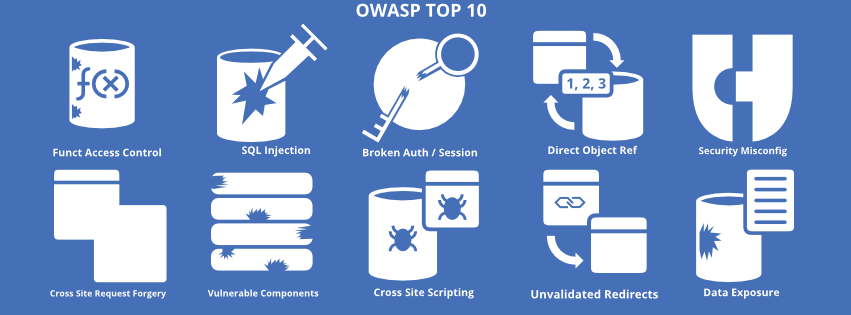 OWASP TOP 10
f(x)
1, 2, 3
Funct Access Control
SQL Injection
Broken Auth / Session
Direct Object Ref
Security Misconfig
Cross Site Request Forgery
Vulnerable Components
Cross Site Scripting
Unvalidated Redirects
Data Exposure